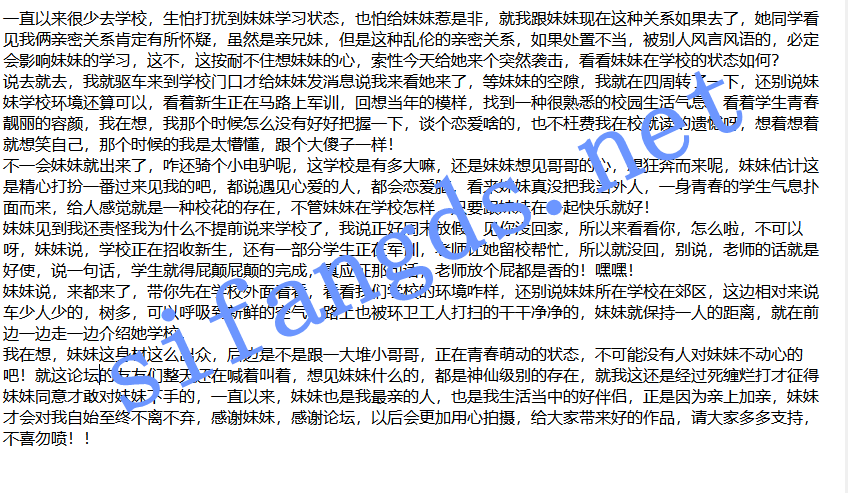 一直以来很少去学校，生怕打扰到妹妹学习状态，也怕给妹妹惹是非，就我跟妹妹现在这种关系如果去了，她同学看
见我俩亲密关系肯定有所怀疑，虽然是亲兄妹，但是这种乱伦的亲密关系，如果处置不当，被别人风言风语的，必定
会影响妹妹的学习，这不，这按耐不住想妹妹的心，索性今天给她来个突然袭击，看看妹妹在学校的状态如何？
说去就去，我就驱车来到学校门口才给妹妹发消息说我来看她来了，等妹妹的空隙，我就在四周转了一下，还别说妹
妹学校环境还算可以，看着新生正在马路上军训，回想当年的模样，找到一种很熟悉的校园生活气息，看着学生青春
靓丽的容颜，我在想，我那个时候怎么没有好好把握一下，谈个恋爱啥的，也不枉费我在校就读的遗憾呀，想着想着
就想笑自己，那个时候的我是太懵懂，跟个大傻子一样！
不一会妹妹就出来了，咋还骑个小电驴呢，这学校是有多大嘛，还是妹妹想见哥哥的心，想狂奔而来呢，妹妹估计这
是精心打扮一番过来见我的吧，都说遇见心爱的人，都会恋爱脑，看来妹妹真没把我当外人，一身青春的学生气息扑
面而来，给人感觉就是一种校花的存在，不管妹妹在学校怎样，只要跟妹妹在一起快乐就好！
妹妹见到我还责怪我为什么不提前说来学校了，我说正好周末放假，见你没回家，所以来看看你，怎么啦，不可以
呀，妹妹说，学校正在招收新生，还有一部分学生正在军训，老师让她留校帮忙，所以就没回，别说，老师的话就是
好使，说一句话，学生就得屁颠屁颠的完成，真应证那句话，老师放个屁都是香的！嘿嘿！
妹妹说，来都来了，带你先在学校外面看看，看看我们学校的环境咋样，还别说妹妹所在学校在郊区，这边相对来说
车少人少的，树多，可以呼吸到新鲜的空气，路上也被环卫工人打扫的干干净净的，妹妹就保持一人的距离，就在前
边一边走一边介绍她学校
我在想，妹妹这身材这么出众，后边是不是跟一大堆小哥哥，正在青春萌动的状态，不可能没有人对妹妹不动心的
吧！就这论坛的友友们整天还在喊着叫着，想见妹妹什么的，都是神仙级别的存在，就我这还是经过死缠烂打才征得
妹妹同意才敢对妹妹下手的，一直以来，妹妹也是我最亲的人，也是我生活当中的好伴侣，正是因为亲上加亲，妹妹
才会对我自始至终不离不弃，感谢妹妹，感谢论坛，以后会更加用心拍摄，给大家带来好的作品，请大家多多支持，
不喜勿喷！！
sifangds.net